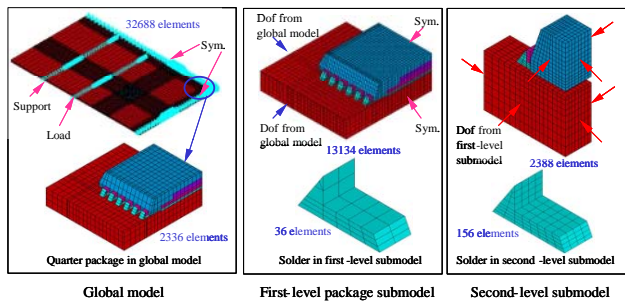 32688 elements
Sym.
Support
Load
2336 elements
Quarter package in global model
Global model
Dof from
global model
Sym.
Dof from
global model
Sym.
13134 elements
36 elements
Solder in first -level submodel
First-level package submodel
Dof from
first-level
submodel
2388 elements
156 elements
Solder in second -level submodel
Second-level submodel